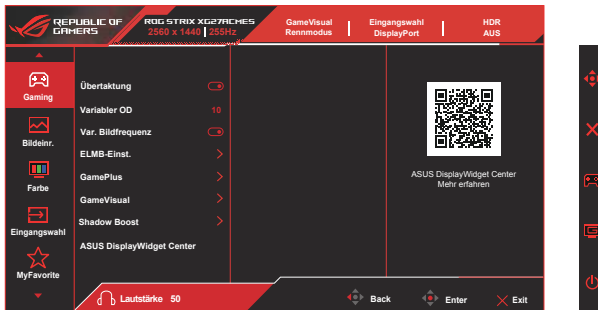 REPUBLIC OF
GAMERS
ROG STRIX XG27ACMES
2560 x 1440 255Hz
GameVisual
Rennmodus
Eingangswahl
DisplayPort
HDR
AUS
Gaming
Bildeinr.
Farbe
Eingangswahl
MyFavorite
Übertaktung
Variabler OD 10
Var. Bildfrequenz
ELMB-Einst.
GamePlus
GameVisual
Shadow Boost
ASUS DisplayWidget Center
ASUS DisplayWidget Center
Mehr erfahren
Lautstärke 50
Back
Enter
Exit